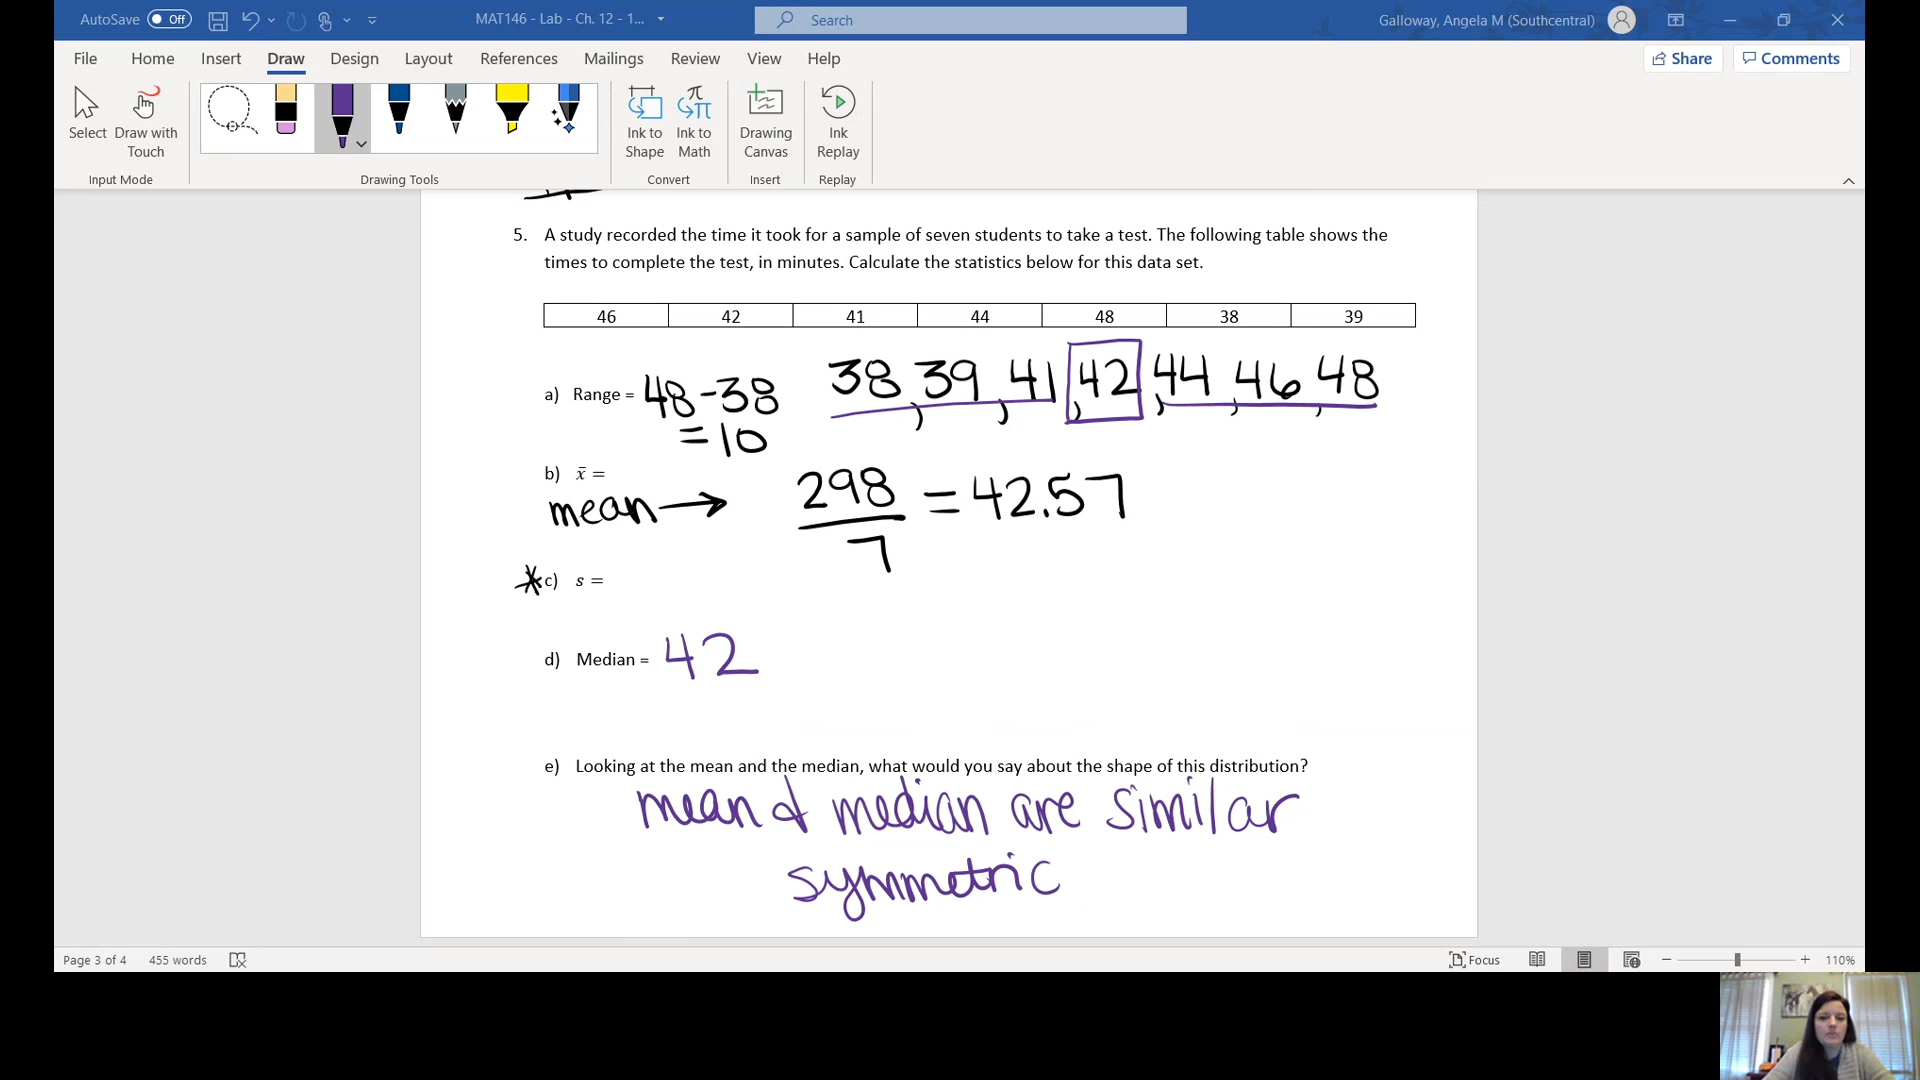 AutoSave Off MAT146 - Lab - Ch. 12 - 1... Search Galloway, Angela M (Southcentral)
File Home Insert Draw Design Layout References Mailings Review View Help Share Comments
Select Draw with Touch Ink to Shape Ink to Math Drawing Canvas Ink Replay
Input Mode Drawing Tools Convert Insert Replay
5. A study recorded the time it took for a sample of seven students to take a test. The following table shows the
times to complete the test, in minutes. Calculate the statistics below for this data set.
46 42 41 44 48 38 39
38, 39, 41, 42, 44, 46, 48
a) Range = 48-38
=10
b) x̄ =
mean → 298/7 = 42.57
*c) s =
d) Median = 42
e) Looking at the mean and the median, what would you say about the shape of this distribution?
mean & median are similar
symmetric
Page 3 of 4 455 words Focus 110%